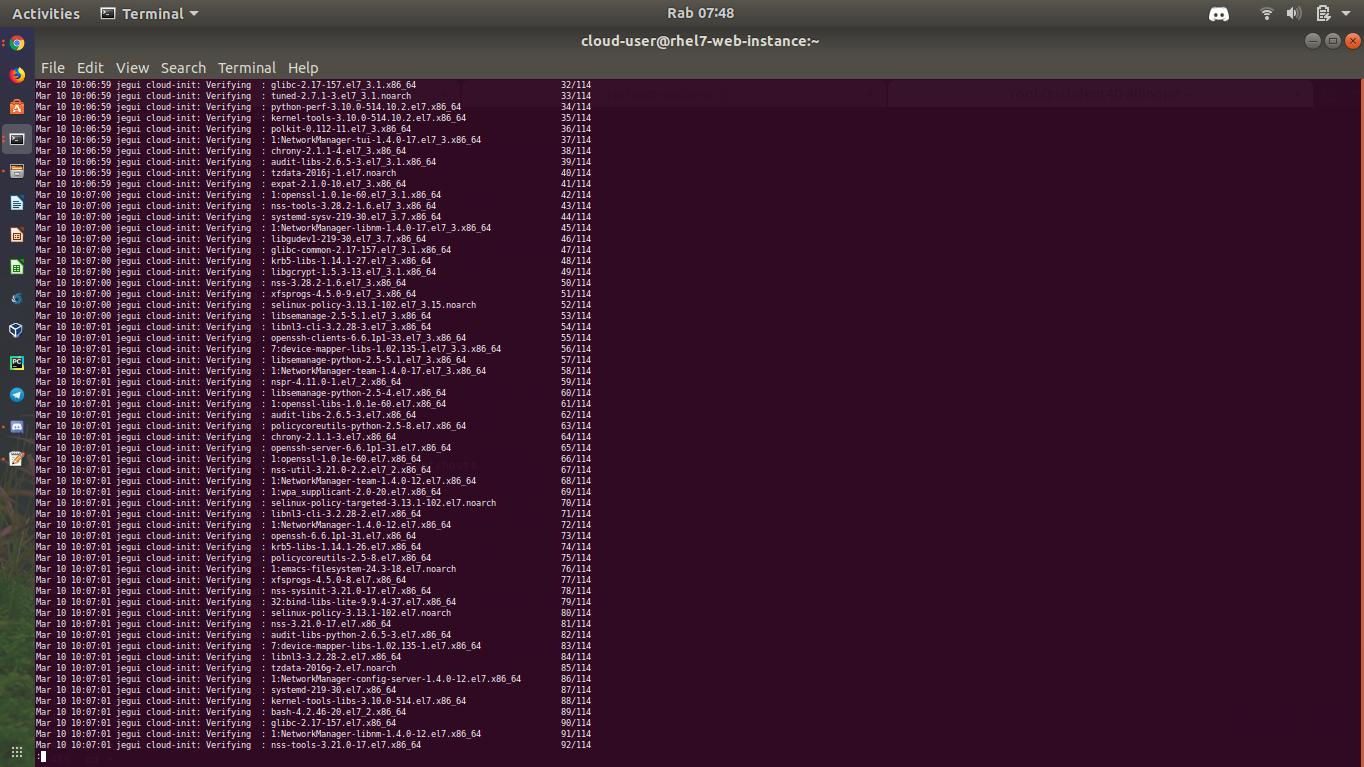 Activities Terminal Rab 07:48
cloud-user@rhel7-web-instance:~
File Edit View Search Terminal Help
Mar 10 10:06:59 jegui cloud-init: Verifying : glibc-2.17-157.el7_3.1.x86_64 32/114
Mar 10 10:06:59 jegui cloud-init: Verifying : tuned-2.7.1-3.el7_3.1.noarch 33/114
Mar 10 10:06:59 jegui cloud-init: Verifying : python-perf-3.10.0-514.10.2.el7.x86_64 34/114
Mar 10 10:06:59 jegui cloud-init: Verifying : kernel-tools-3.10.0-514.10.2.el7.x86_64 35/114
Mar 10 10:06:59 jegui cloud-init: Verifying : polkit-0.112-11.el7_3.x86_64 36/114
Mar 10 10:06:59 jegui cloud-init: Verifying : 1:NetworkManager-tui-1.4.0-17.el7_3.x86_64 37/114
Mar 10 10:06:59 jegui cloud-init: Verifying : chrony-2.1.1-4.el7_3.x86_64 38/114
Mar 10 10:06:59 jegui cloud-init: Verifying : audit-libs-2.6.5-3.el7_3.1.x86_64 39/114
Mar 10 10:06:59 jegui cloud-init: Verifying : tzdata-2016j-1.el7.noarch 40/114
Mar 10 10:06:59 jegui cloud-init: Verifying : expat-2.1.0-10.el7_3.x86_64 41/114
Mar 10 10:07:00 jegui cloud-init: Verifying : 1:openssl-1.0.1e-60.el7_3.1.x86_64 42/114
Mar 10 10:07:00 jegui cloud-init: Verifying : nss-tools-3.28.2-1.6.el7_3.x86_64 43/114
Mar 10 10:07:00 jegui cloud-init: Verifying : systemd-sysv-219-30.el7_3.7.x86_64 44/114
Mar 10 10:07:00 jegui cloud-init: Verifying : 1:NetworkManager-libnm-1.4.0-17.el7_3.x86_64 45/114
Mar 10 10:07:00 jegui cloud-init: Verifying : libgudev1-219-30.el7_3.7.x86_64 46/114
Mar 10 10:07:00 jegui cloud-init: Verifying : glibc-common-2.17-157.el7_3.1.x86_64 47/114
Mar 10 10:07:00 jegui cloud-init: Verifying : krb5-libs-1.14.1-27.el7_3.x86_64 48/114
Mar 10 10:07:00 jegui cloud-init: Verifying : libgcrypt-1.5.3-13.el7_3.1.x86_64 49/114
Mar 10 10:07:00 jegui cloud-init: Verifying : nss-3.28.2-1.6.el7_3.x86_64 50/114
Mar 10 10:07:00 jegui cloud-init: Verifying : xfsprogs-4.5.0-9.el7_3.x86_64 51/114
Mar 10 10:07:00 jegui cloud-init: Verifying : selinux-policy-3.13.1-102.el7_3.15.noarch 52/114
Mar 10 10:07:00 jegui cloud-init: Verifying : libsemanage-2.5-5.1.el7_3.x86_64 53/114
Mar 10 10:07:01 jegui cloud-init: Verifying : libnl3-cli-3.2.28-3.el7_3.x86_64 54/114
Mar 10 10:07:01 jegui cloud-init: Verifying : openssh-clients-6.6.1p1-33.el7_3.x86_64 55/114
Mar 10 10:07:01 jegui cloud-init: Verifying : 7:device-mapper-libs-1.02.135-1.el7_3.3.x86_64 56/114
Mar 10 10:07:01 jegui cloud-init: Verifying : libsemanage-python-2.5-5.1.el7_3.x86_64 57/114
Mar 10 10:07:01 jegui cloud-init: Verifying : 1:NetworkManager-team-1.4.0-17.el7_3.x86_64 58/114
Mar 10 10:07:01 jegui cloud-init: Verifying : nspr-4.11.0-1.el7_2.x86_64 59/114
Mar 10 10:07:01 jegui cloud-init: Verifying : libsemanage-python-2.5-4.el7.x86_64 60/114
Mar 10 10:07:01 jegui cloud-init: Verifying : 1:openssl-libs-1.0.1e-60.el7.x86_64 61/114
Mar 10 10:07:01 jegui cloud-init: Verifying : audit-libs-2.6.5-3.el7.x86_64 62/114
Mar 10 10:07:01 jegui cloud-init: Verifying : policycoreutils-python-2.5-8.el7.x86_64 63/114
Mar 10 10:07:01 jegui cloud-init: Verifying : chrony-2.1.1-3.el7.x86_64 64/114
Mar 10 10:07:01 jegui cloud-init: Verifying : openssh-server-6.6.1p1-31.el7.x86_64 65/114
Mar 10 10:07:01 jegui cloud-init: Verifying : 1:openssl-1.0.1e-60.el7.x86_64 66/114
Mar 10 10:07:01 jegui cloud-init: Verifying : nss-util-3.21.0-2.2.el7_2.x86_64 67/114
Mar 10 10:07:01 jegui cloud-init: Verifying : 1:NetworkManager-team-1.4.0-12.el7.x86_64 68/114
Mar 10 10:07:01 jegui cloud-init: Verifying : 1:wpa_supplicant-2.0-20.el7.x86_64 69/114
Mar 10 10:07:01 jegui cloud-init: Verifying : selinux-policy-targeted-3.13.1-102.el7.noarch 70/114
Mar 10 10:07:01 jegui cloud-init: Verifying : libnl3-cli-3.2.28-2.el7.x86_64 71/114
Mar 10 10:07:01 jegui cloud-init: Verifying : 1:NetworkManager-1.4.0-12.el7.x86_64 72/114
Mar 10 10:07:01 jegui cloud-init: Verifying : openssh-6.6.1p1-31.el7.x86_64 73/114
Mar 10 10:07:01 jegui cloud-init: Verifying : krb5-libs-1.14.1-26.el7.x86_64 74/114
Mar 10 10:07:01 jegui cloud-init: Verifying : policycoreutils-2.5-8.el7.x86_64 75/114
Mar 10 10:07:01 jegui cloud-init: Verifying : 1:emacs-filesystem-24.3-18.el7.noarch 76/114
Mar 10 10:07:01 jegui cloud-init: Verifying : xfsprogs-4.5.0-8.el7.x86_64 77/114
Mar 10 10:07:01 jegui cloud-init: Verifying : nss-sysinit-3.21.0-17.el7.x86_64 78/114
Mar 10 10:07:01 jegui cloud-init: Verifying : 32:bind-libs-lite-9.9.4-37.el7.x86_64 79/114
Mar 10 10:07:01 jegui cloud-init: Verifying : selinux-policy-3.13.1-102.el7.noarch 80/114
Mar 10 10:07:01 jegui cloud-init: Verifying : nss-3.21.0-17.el7.x86_64 81/114
Mar 10 10:07:01 jegui cloud-init: Verifying : audit-libs-python-2.6.5-3.el7.x86_64 82/114
Mar 10 10:07:01 jegui cloud-init: Verifying : 7:device-mapper-libs-1.02.135-1.el7.x86_64 83/114
Mar 10 10:07:01 jegui cloud-init: Verifying : libnl3-3.2.28-2.el7.x86_64 84/114
Mar 10 10:07:01 jegui cloud-init: Verifying : tzdata-2016g-2.el7.noarch 85/114
Mar 10 10:07:01 jegui cloud-init: Verifying : 1:NetworkManager-config-server-1.4.0-12.el7.x86_64 86/114
Mar 10 10:07:01 jegui cloud-init: Verifying : systemd-219-30.el7.x86_64 87/114
Mar 10 10:07:01 jegui cloud-init: Verifying : kernel-tools-libs-3.10.0-514.el7.x86_64 88/114
Mar 10 10:07:01 jegui cloud-init: Verifying : bash-4.2.46-20.el7_2.x86_64 89/114
Mar 10 10:07:01 jegui cloud-init: Verifying : glibc-2.17-157.el7.x86_64 90/114
Mar 10 10:07:01 jegui cloud-init: Verifying : 1:NetworkManager-libnm-1.4.0-12.el7.x86_64 91/114
Mar 10 10:07:01 jegui cloud-init: Verifying : nss-tools-3.21.0-17.el7.x86_64 92/114
: